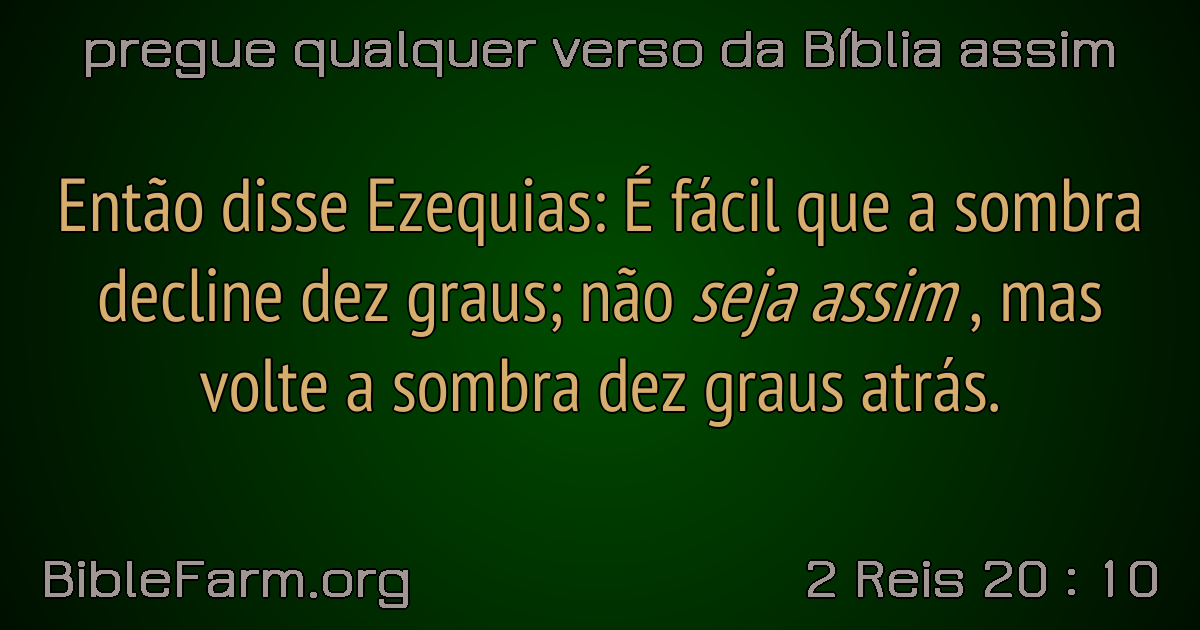 pregue qualquer verso da Bíblia assim
Então disse Ezequias: É fácil que a sombra
decline dez graus; não seja assim , mas
volte a sombra dez graus atrás.
BibleFarm.org
2 Reis 20 : 10